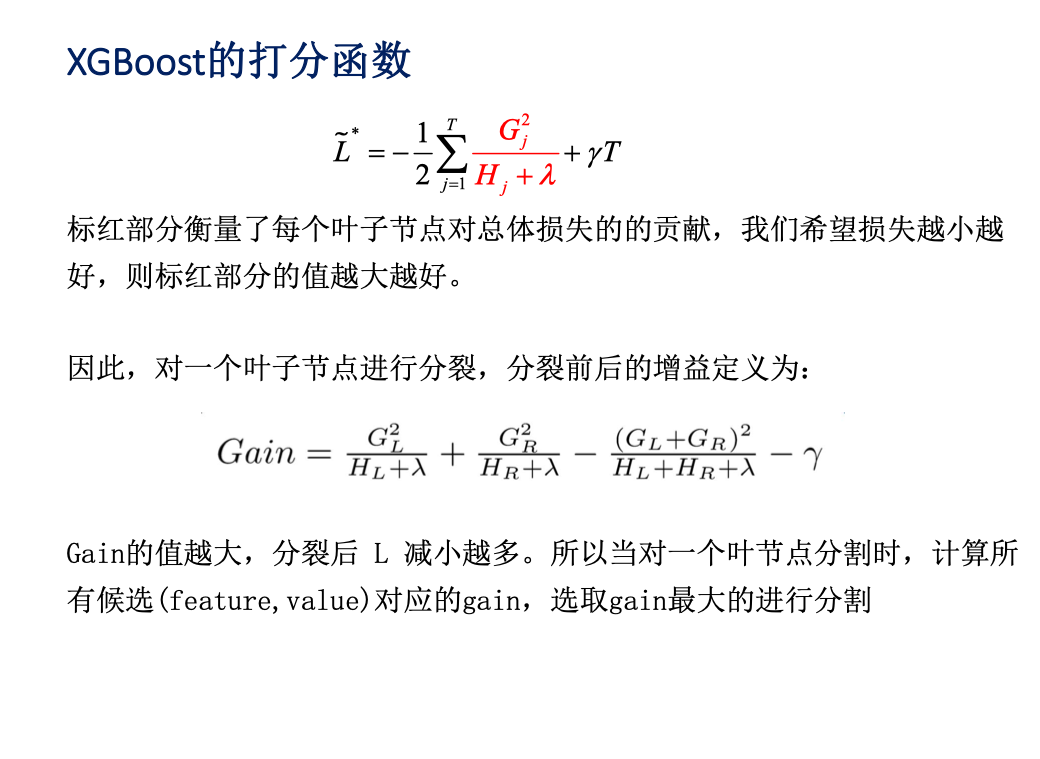 XGBoost的打分函数
$\tilde{L}^{*} = -\frac{1}{2}\sum_{j=1}^{T}\frac{G_j^2}{H_j+\lambda}+\gamma T$
标红部分衡量了每个叶子节点对总体损失的的贡献，我们希望损失越小越
好，则标红部分的值越大越好。
因此，对一个叶子节点进行分裂，分裂前后的增益定义为：
$Gain = \frac{G_L^2}{H_L+\lambda}+\frac{G_R^2}{H_R+\lambda}-\frac{(G_L+G_R)^2}{H_L+H_R+\lambda}-\gamma$
Gain的值越大，分裂后 L 减小越多。所以当对一个叶节点分割时，计算所
有候选(feature,value)对应的gain，选取gain最大的进行分割